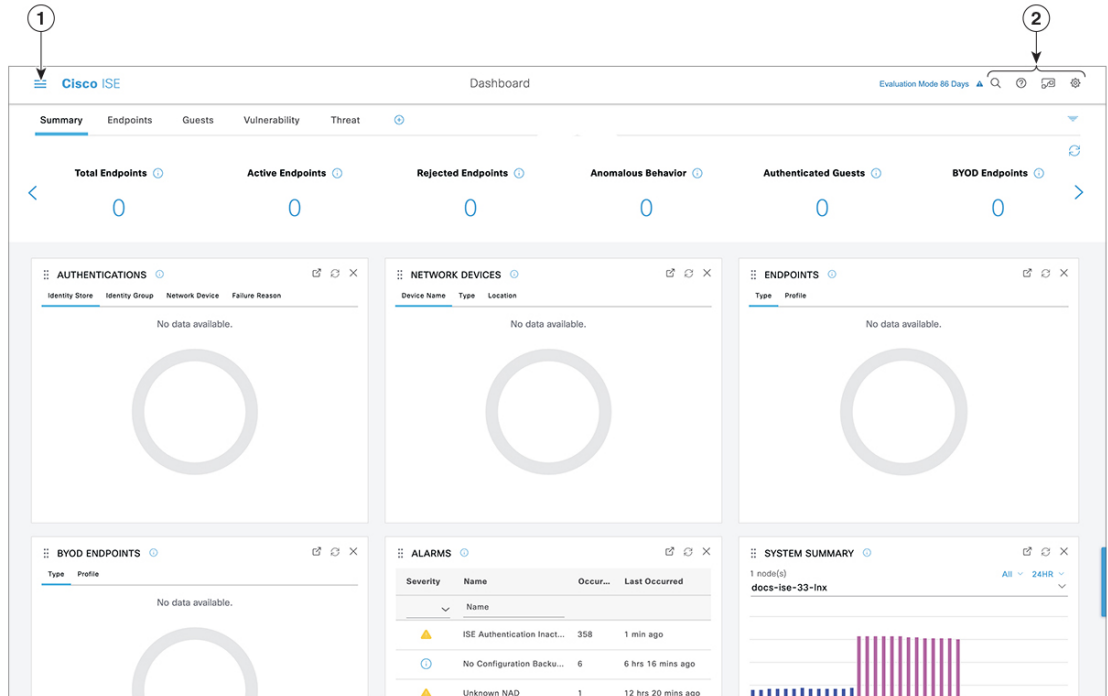 1
2
Cisco ISE
Dashboard
Evaluation Mode 86 Days
Summary Endpoints Guests Vulnerability Threat
Total Endpoints Active Endpoints Rejected Endpoints Anomalous Behavior Authenticated Guests BYOD Endpoints
0 0 0 0 0 0
AUTHENTICATIONS
Identity Store Identity Group Network Device Failure Reason
No data available.
NETWORK DEVICES
Device Name Type Location
No data available.
ENDPOINTS
Type Profile
No data available.
BYOD ENDPOINTS
Type Profile
No data available.
ALARMS
Severity Name Occur... Last Occurred
Name
ISE Authentication Inact... 358 1 min ago
No Configuration Backu... 6 6 hrs 16 mins ago
Unknown NAD 1 12 hrs 20 mins ago
SYSTEM SUMMARY
1 node(s)
All 24HR
docs-ise-33-lnx